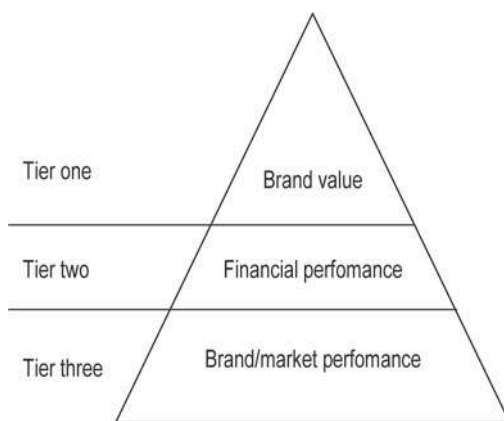 Tier one
Brand value
Tier two
Financial perfomance
Tier three
Brand/market perfomance